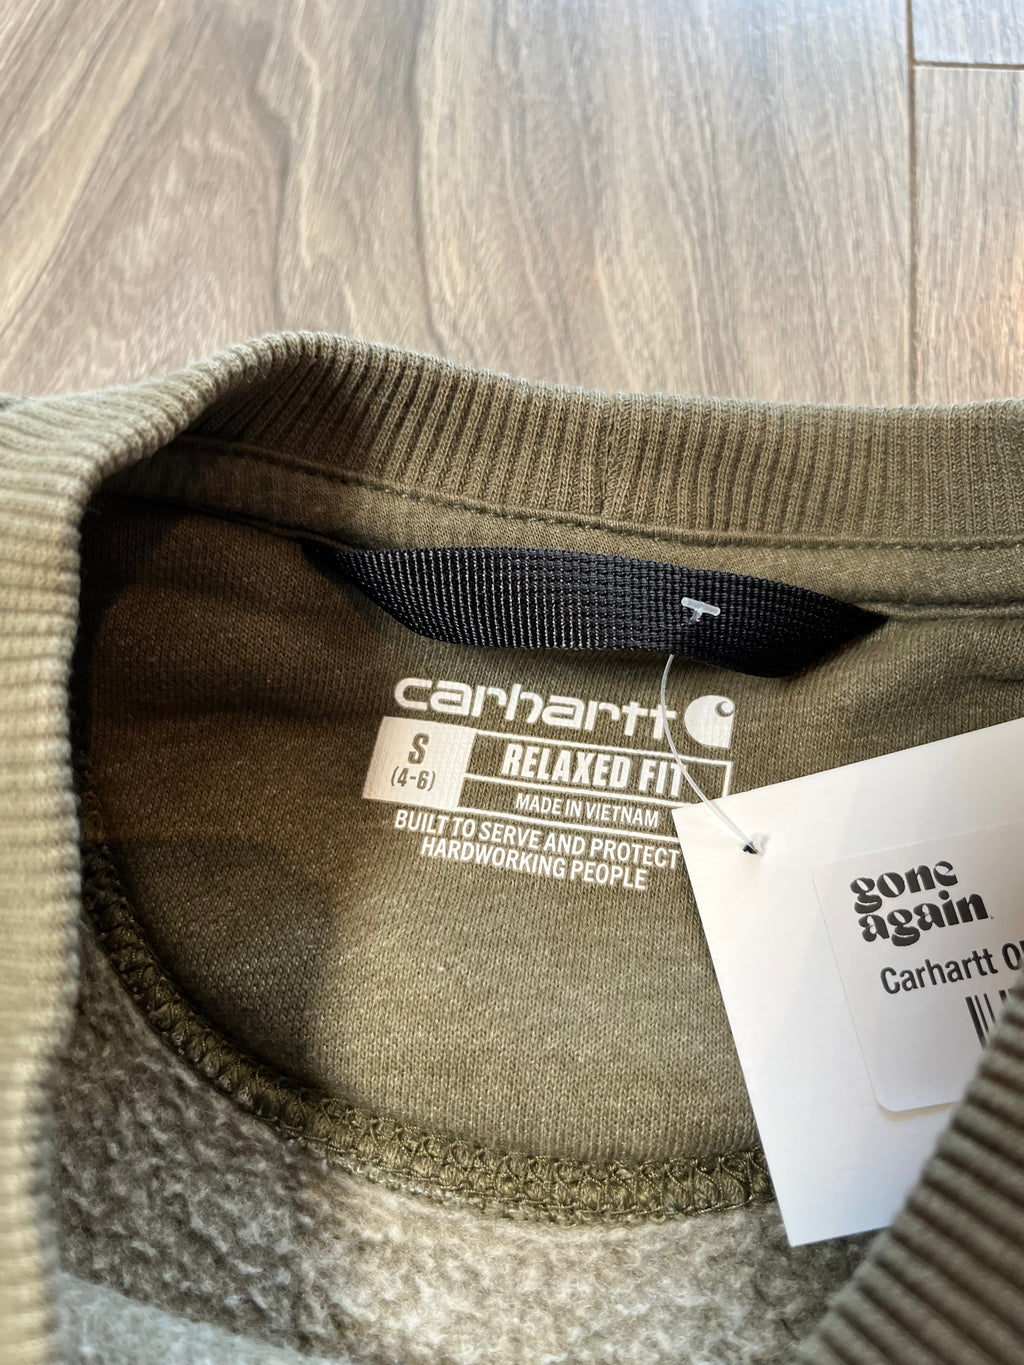 carhartt
S
(4-6)
RELAXED FIT
MADE IN VIETNAM
BUILT TO SERVE AND PROTECT
HARDWORKING PEOPLE
gone
again
Carhartt